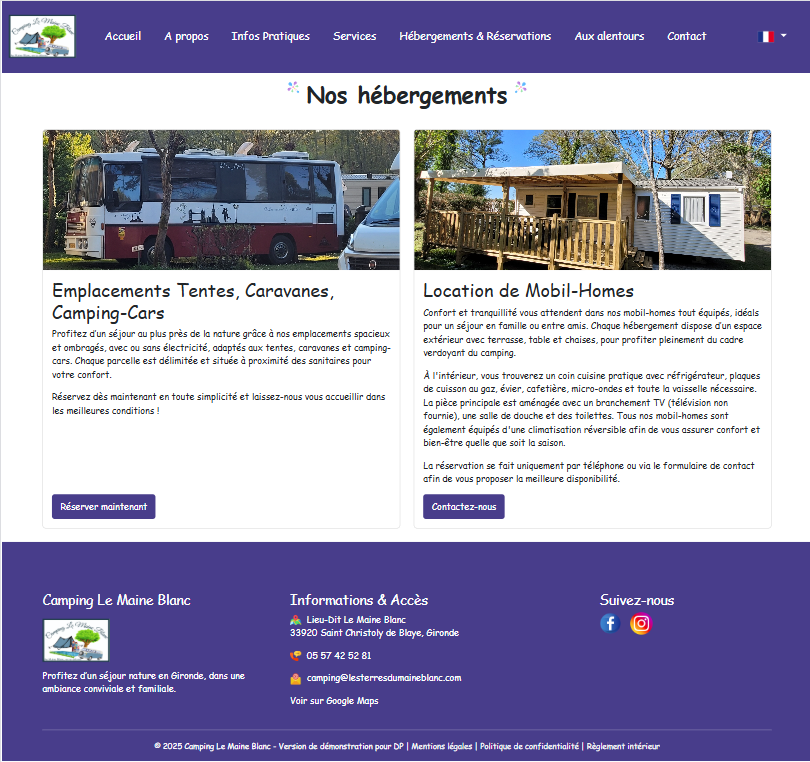 Camping Le Maine Blanc
Accueil A propos Infos Pratiques Services Hébergements & Réservations Aux alentours Contact
Nos hébergements
Emplacements Tentes, Caravanes,
Camping-Cars
Profitez d'un séjour au plus près de la nature grâce à nos emplacements spacieux
et ombragés, avec ou sans électricité, adaptés aux tentes, caravanes et camping-
cars. Chaque parcelle est délimitée et située à proximité des sanitaires pour
votre confort.
Réservez dès maintenant en toute simplicité et laissez-nous vous accueillir dans
les meilleures conditions !
Réserver maintenant
Location de Mobil-Homes
Confort et tranquillité vous attendent dans nos mobil-homes tout équipés, idéals
pour un séjour en famille ou entre amis. Chaque hébergement dispose d'un espace
extérieur avec terrasse, table et chaises, pour profiter pleinement du cadre
verdoyant du camping.
À l'intérieur, vous trouverez un coin cuisine pratique avec réfrigérateur, plaques
de cuisson au gaz, évier, cafetière, micro-ondes et toute la vaisselle nécessaire.
La pièce principale est aménagée avec un branchement TV (télévision non
fournie), une salle de douche et des toilettes. Tous nos mobil-homes sont
également équipés d'une climatisation réversible afin de vous assurer confort et
bien-être quelle que soit la saison.
La réservation se fait uniquement par téléphone ou via le formulaire de contact
afin de vous proposer la meilleure disponibilité.
Contactez-nous
Camping Le Maine Blanc
Camping Le Maine Blanc
Profitez d'un séjour nature en Gironde, dans une
ambiance conviviale et familiale.
Informations & Accès
Lieu-Dit Le Maine Blanc
33920 Saint Christoly de Blaye, Gironde
05 57 42 52 81
camping@lesterresdumaineblanc.com
Voir sur Google Maps
Suivez-nous
© 2025 Camping Le Maine Blanc - Version de démonstration pour DP | Mentions légales | Politique de confidentialité | Règlement intérieur